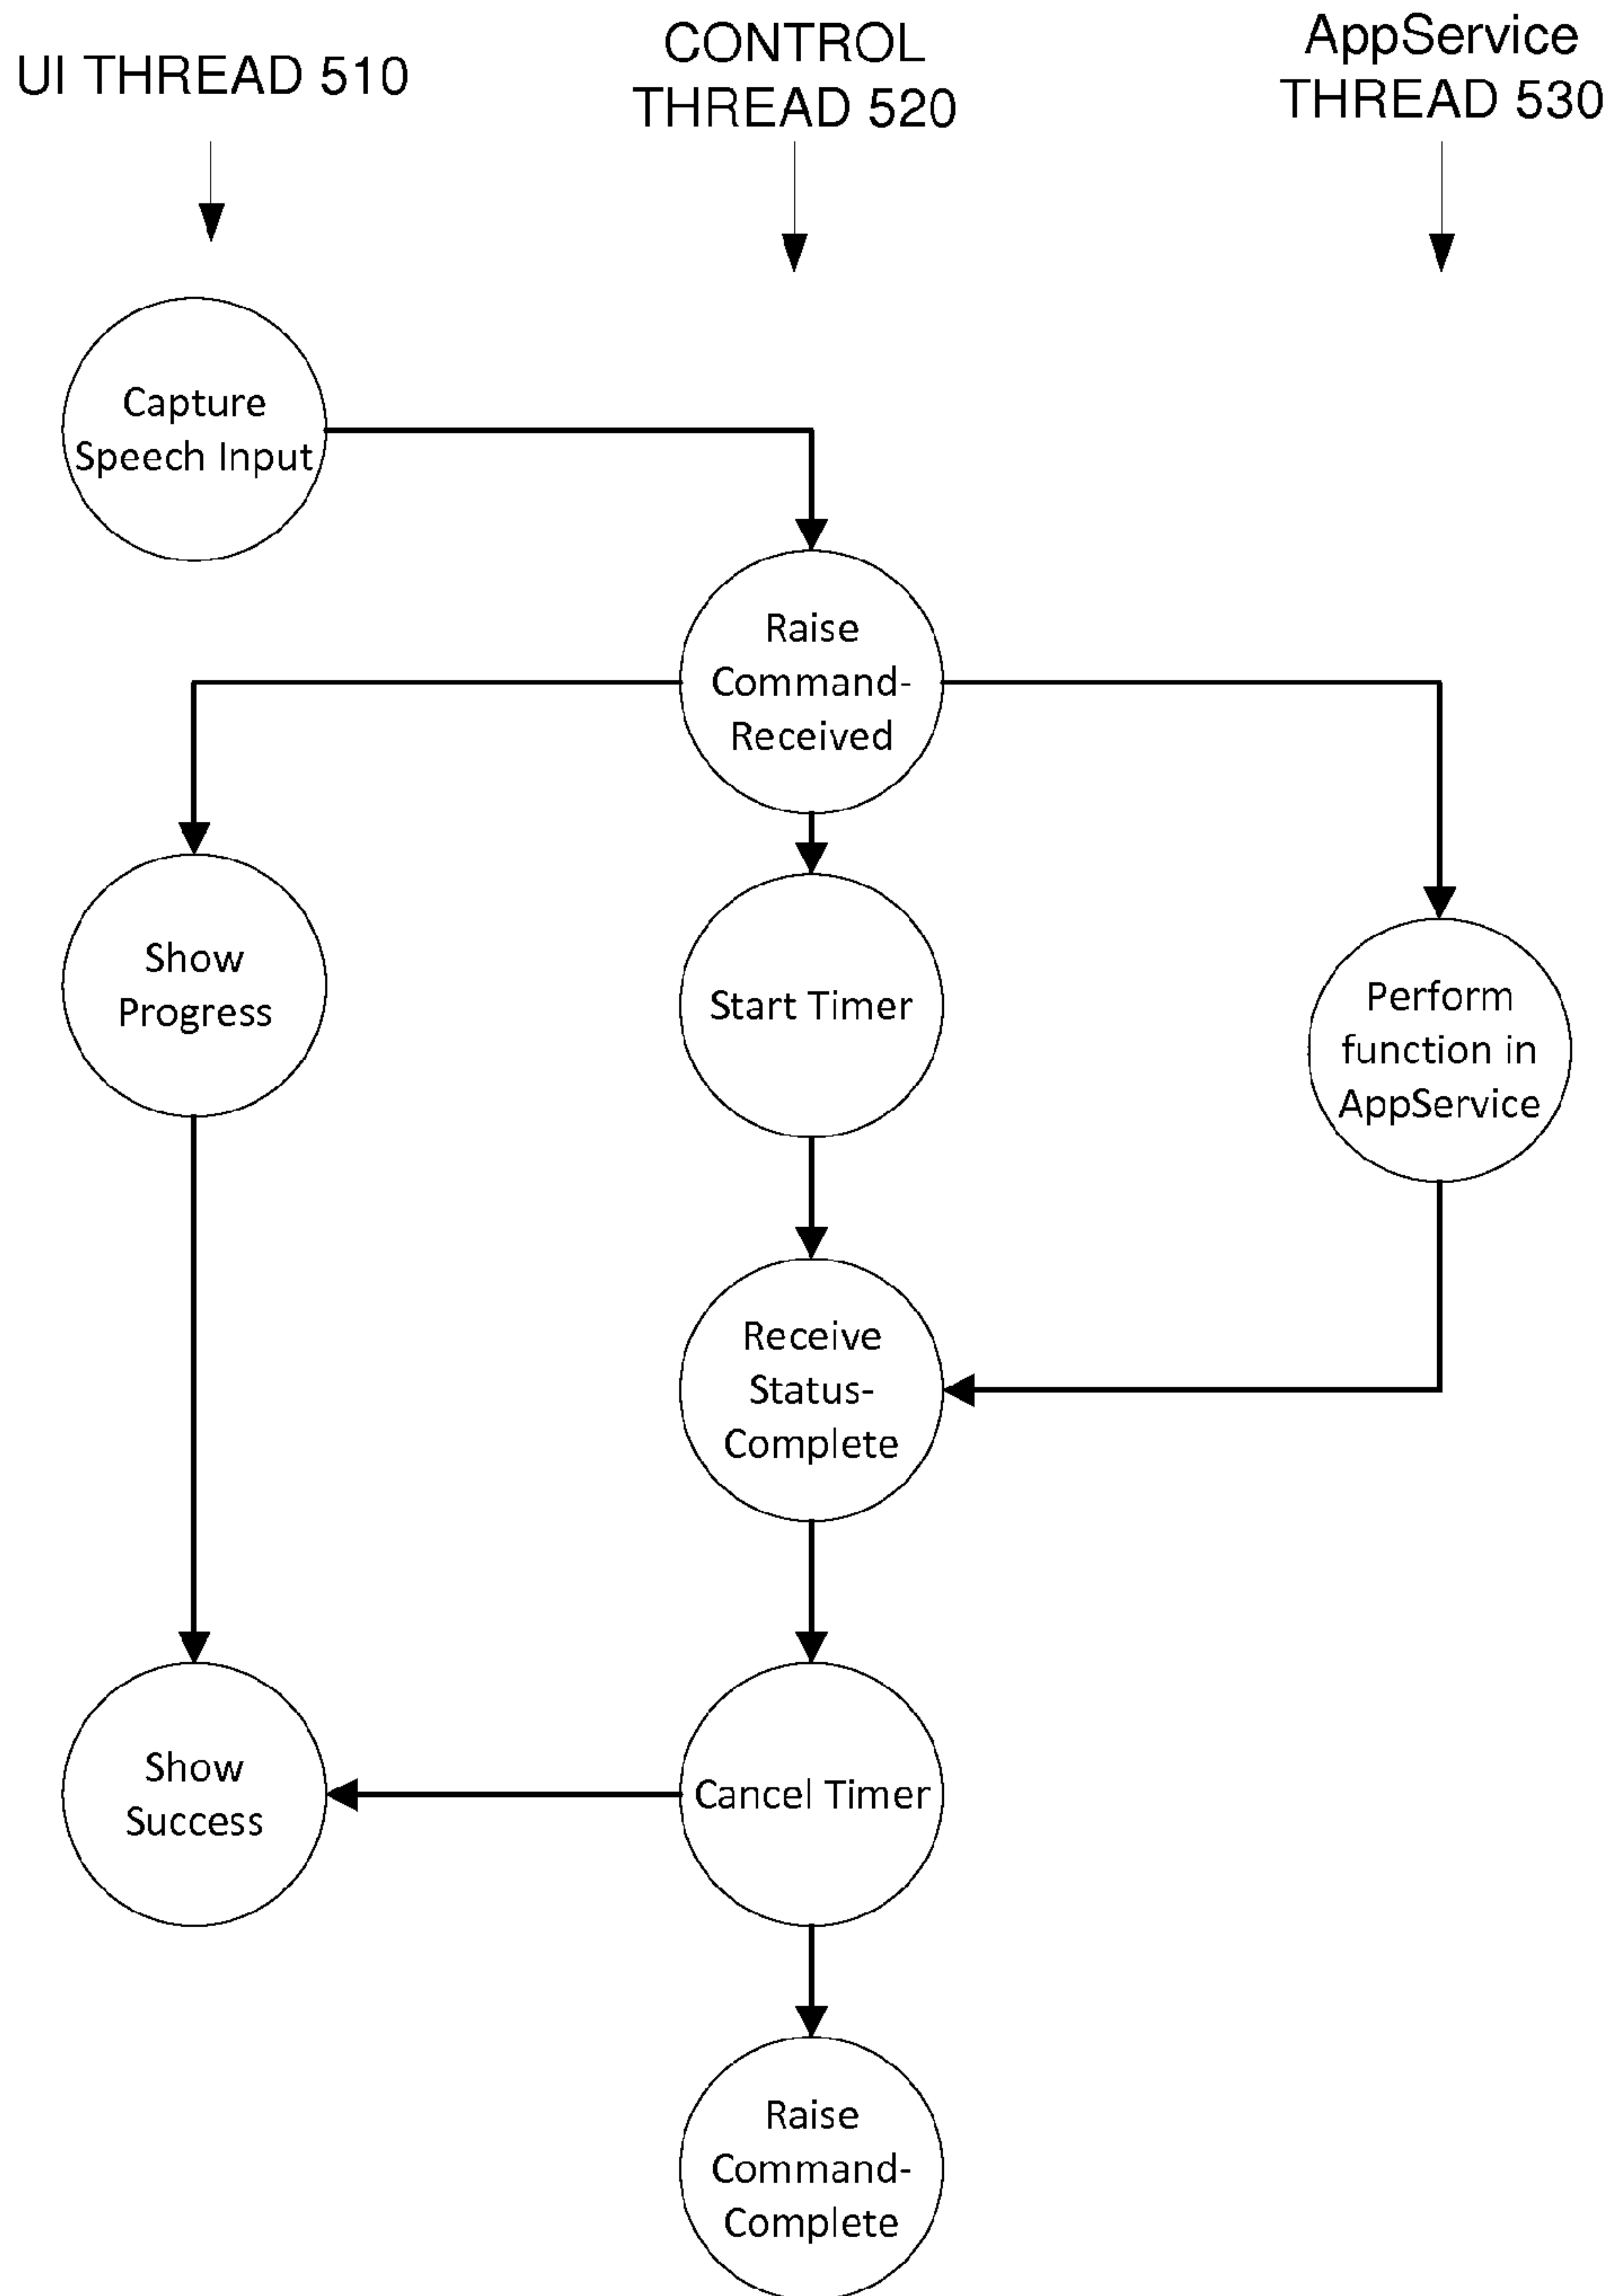 UI THREAD 510
CONTROL
THREAD 520
AppService
THREAD 530
Capture
Speech Input
Raise
Command-
Received
Show
Progress
Start Timer
Perform
function in
AppService
Receive
Status-
Complete
Show
Success
Cancel Timer
Raise
Command-
Complete